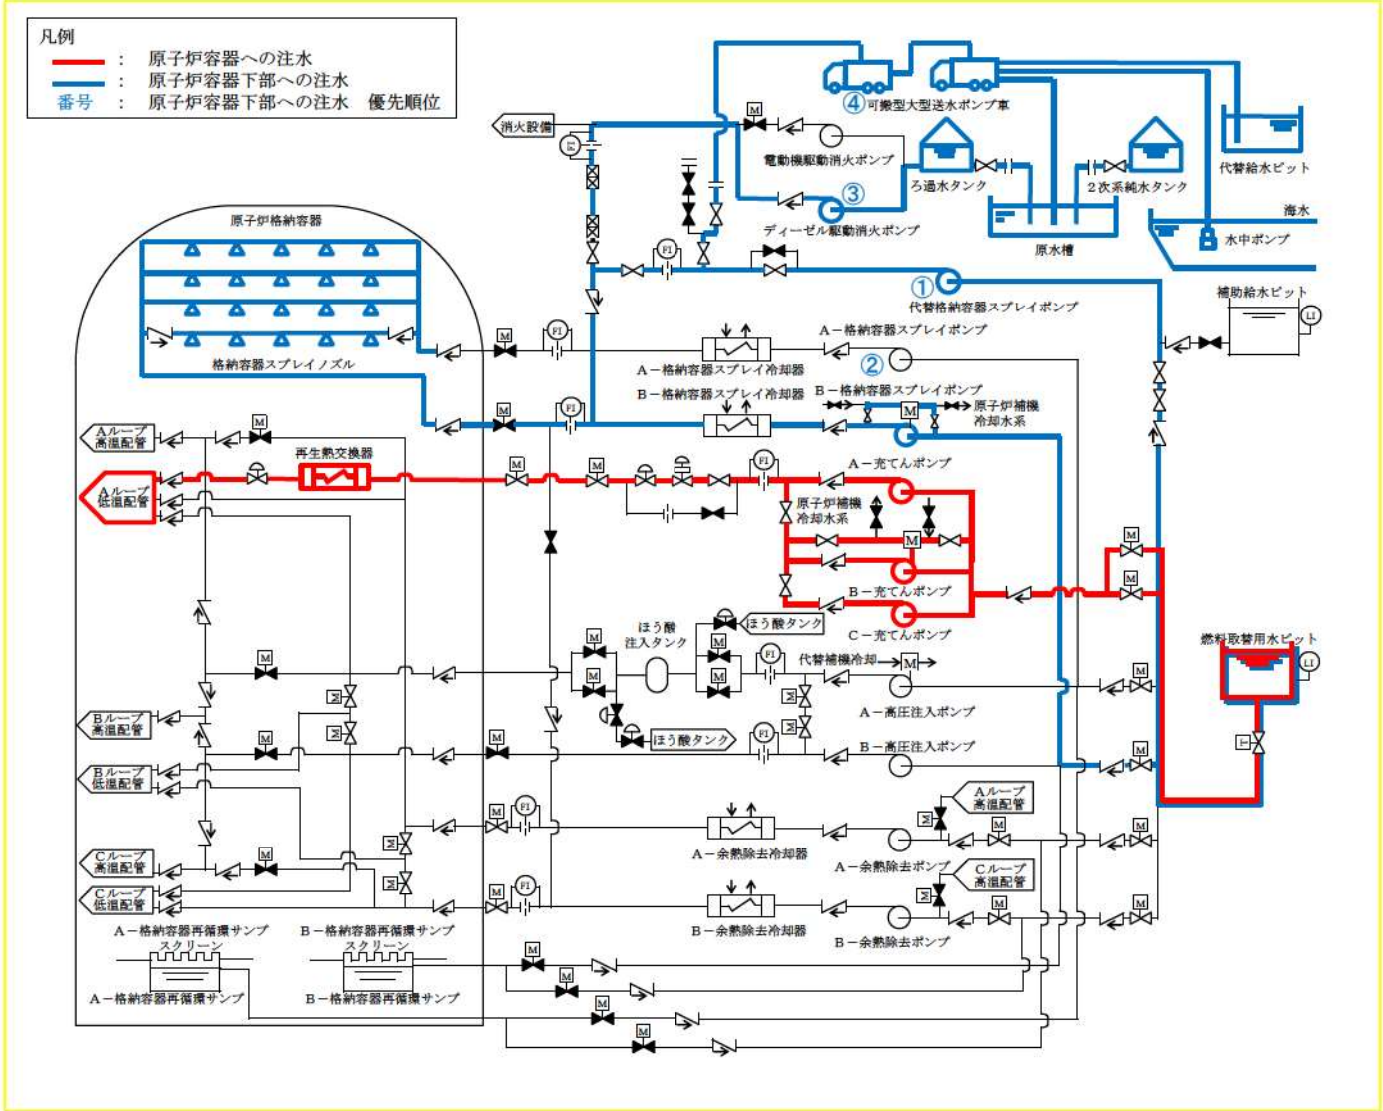 凡例
： 原子炉容器への注水
： 原子炉容器下部への注水
番号 ： 原子炉容器下部への注水 優先順位
④可搬型大型送水ポンプ車
M
消火設備
FI
電動機駆動消火ポンプ
ろ過水タンク
2次系純水タンク
代替給水ピット
③
ディーゼル駆動消火ポンプ
原水槽
海水
水中ポンプ
原子炉格納容器
FI
①
代替格納容器スプレイポンプ
補助給水ピット
LI
M
FI
A－格納容器スプレイポンプ
格納容器スプレイノズル
A－格納容器スプレイ冷却器
②
B－格納容器スプレイ冷却器
B－格納容器スプレイポンプ
M
FI
M
原子炉補機
冷却水系
Aループ
高温配管
M
再生熱交換器
Aループ
低温配管
M
M
FI
A－充てんポンプ
原子炉補機
冷却水系
M
B－充てんポンプ
C－充てんポンプ
M
M
ほう酸
注入タンク
ほう酸タンク
M
M
M
M
FI
代替補機冷却
M
A－高圧注入ポンプ
M
燃料取替用水ピット
LI
T
M
M
M
Bループ
高温配管
M
M
ほう酸タンク
FI
M
B－高圧注入ポンプ
M
Bループ
低温配管
M
M
FI
A－余熱除去冷却器
A－余熱除去ポンプ
Aループ
高温配管
M
M
M
M
Cループ
高温配管
M
M
Cループ
低温配管
M
FI
B－余熱除去冷却器
B－余熱除去ポンプ
Cループ
高温配管
M
M
M
A－格納容器再循環サンプ
スクリーン
B－格納容器再循環サンプ
スクリーン
A－格納容器再循環サンプ
B－格納容器再循環サンプ
M
M
M
M